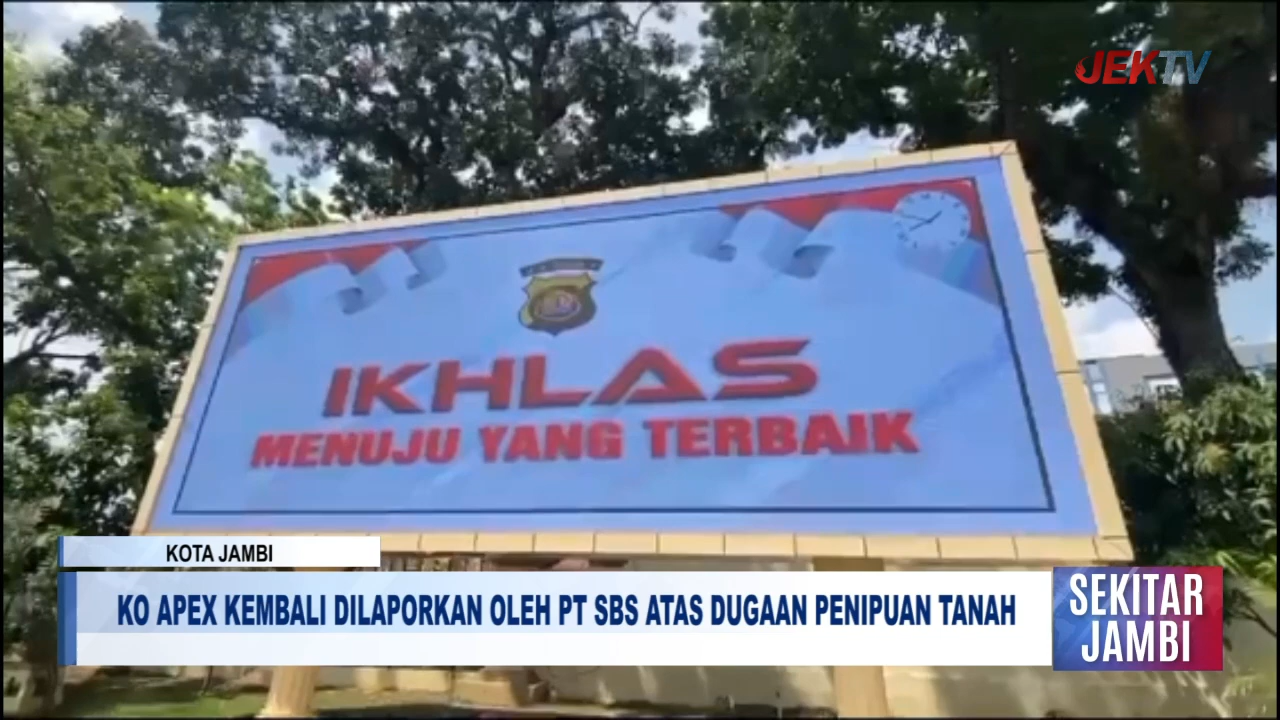 JEKTV
IKHLAS
MENUJU YANG TERBAIK
KOTA JAMBI
KO APEX KEMBALI DILAPORKAN OLEH PT SBS ATAS DUGAAN PENIPUAN TANAH
SEKITAR
JAMBI